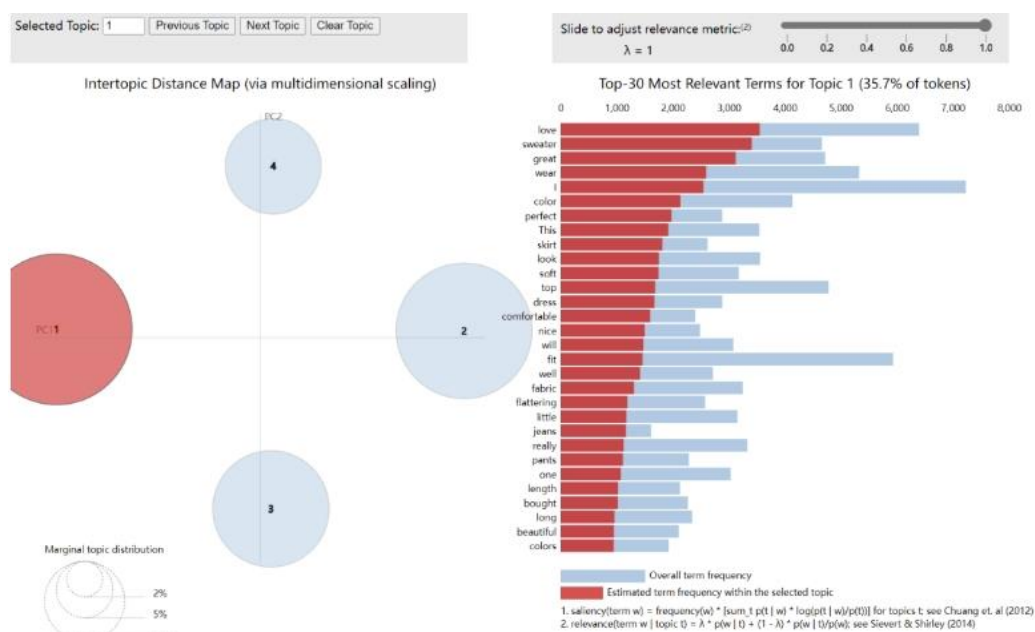 Selected Topic: 1 Previous Topic Next Topic Clear Topic
Slide to adjust relevance metric:(2)
λ = 1
0.0 0.2 0.4 0.6 0.8 1.0
Intertopic Distance Map (via multidimensional scaling)
PC2
4
PC1
1
2
3
Marginal topic distribution
2%
5%
Top-30 Most Relevant Terms for Topic 1 (35.7% of tokens)
0 1,000 2,000 3,000 4,000 5,000 6,000 7,000 8,000
love
sweater
great
wear
I
color
perfect
This
skirt
look
soft
top
dress
comfortable
nice
will
fit
well
fabric
flattering
little
jeans
really
pants
one
length
bought
long
beautiful
colors
Overall term frequency
Estimated term frequency within the selected topic
1. saliency(term w) = frequency(w) * [sum_t p(t | w) * log(p(t | w)/p(t))] for topics t; see Chuang et. al (2012)
2. relevance(term w | topic t) = λ * p(w | t) + (1 - λ) * p(w | t)/p(w); see Sievert & Shirley (2014)